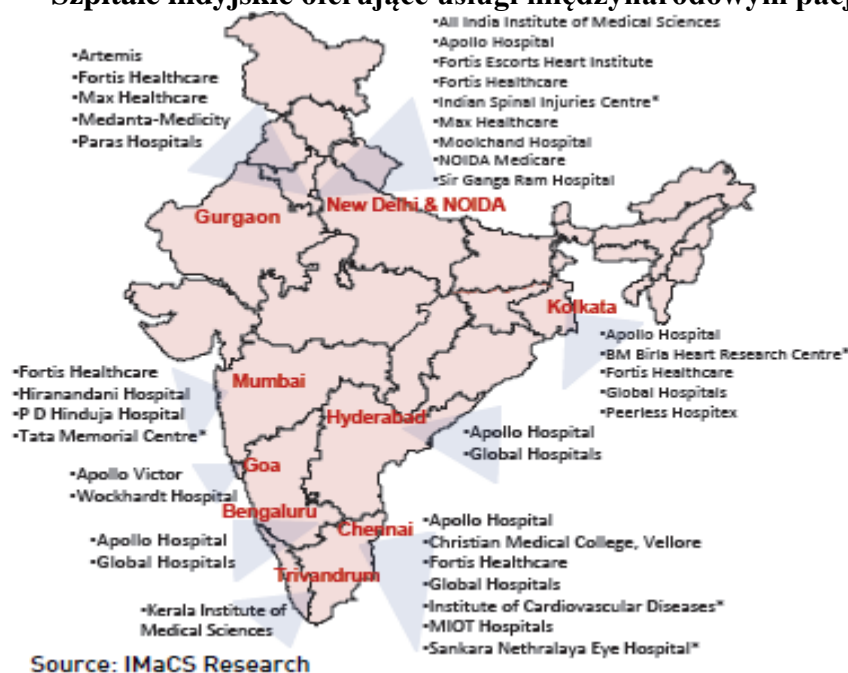 Szpitale indyjskie oferujące usługi międzynarodowym pacj
•Artemis
•Fortis Healthcare
•Max Healthcare
•Medanta-Medicity
•Paras Hospitals
•All India Institute of Medical Sciences
•Apollo Hospital
•Fortis Escorts Heart Institute
•Fortis Healthcare
•Indian Spinal Injuries Centre*
•Max Healthcare
•Moolchand Hospital
•NOIDA Medicare
•Sir Ganga Ram Hospital
Gurgaon
New Delhi & NOIDA
Kolkata
•Apollo Hospital
•BM Birla Heart Research Centre*
•Fortis Healthcare
•Global Hospitals
•Peerless Hospitex
•Fortis Healthcare
•Hiranandani Hospital
•P D Hinduja Hospital
•Tata Memorial Centre*
Mumbai
Hyderabad
•Apollo Hospital
•Global Hospitals
Goa
•Apollo Victor
•Wockhardt Hospital
Bengaluru
•Apollo Hospital
•Global Hospitals
Chennai
•Apollo Hospital
•Christian Medical College, Vellore
•Fortis Healthcare
•Global Hospitals
•Institute of Cardiovascular Diseases*
•MIOT Hospitals
•Sankara Nethralaya Eye Hospital*
Trivandrum
•Kerala Institute of
Medical Sciences
Source: IMaCS Research